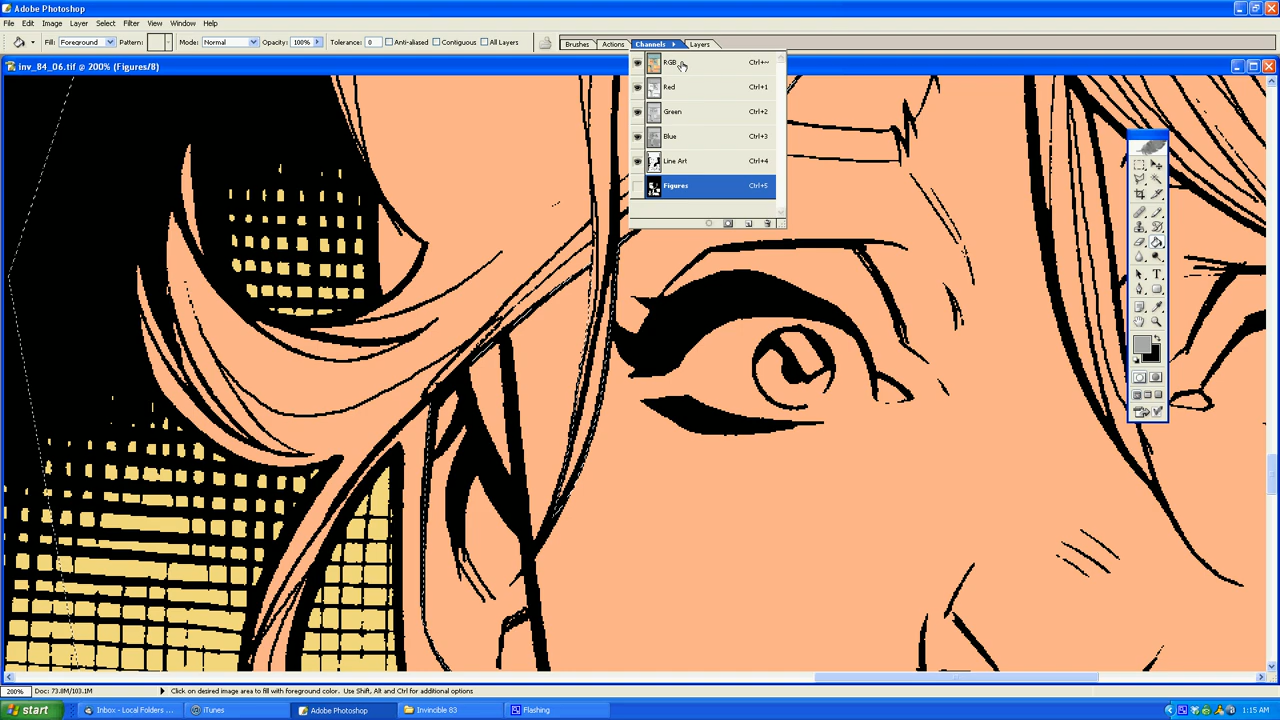 Adobe Photoshop
File Edit Image Layer Select Filter View Window Help
Fill: Foreground Pattern: Mode: Normal Opacity: 100% Tolerance: 0 Anti-aliased Contiguous All Layers Brushes Actions Channels Layers
inv_84_06.tif @ 200% (Figures/8)
RGB Ctrl+~
Red Ctrl+1
Green Ctrl+2
Blue Ctrl+3
Line Art Ctrl+4
Figures Ctrl+5
T
200% Doc: 73.8M/103.1M Click on desired image area to fill with foreground color. Use Shift, Alt and Ctrl for additional options
start Inbox - Local Folders ... iTunes Adobe Photoshop Invincible 83 Flashing 1:15 AM